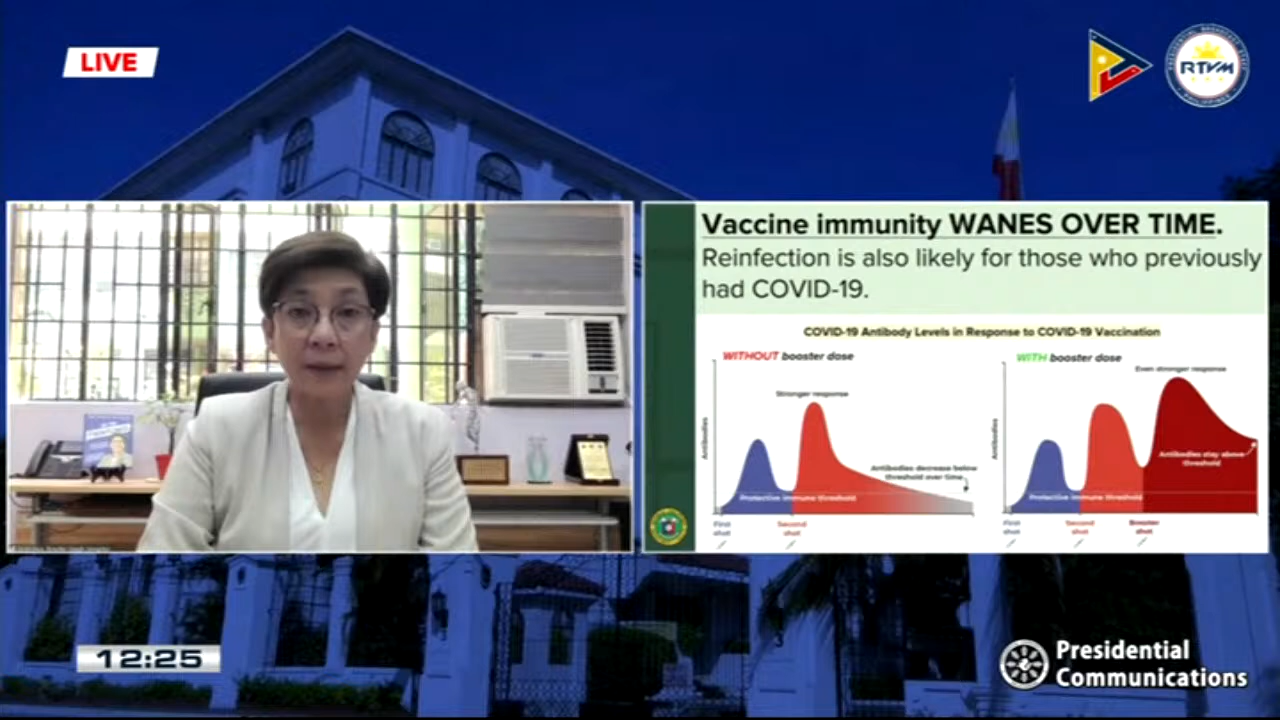 LIVE
RTVM
Vaccine immunity WANES OVER TIME.
Reinfection is also likely for those who previously
had COVID-19.
COVID-19 Antibody Levels in Response to COVID-19 Vaccination
WITHOUT booster dose
Stronger response
Antibodies
Antibodies decrease below
threshold over time
Protective immune threshold
First
shot
Second
shot
WITH booster dose
Even stronger response
Antibodies
Antibodies stay above
threshold
Protective immune threshold
First
shot
Second
shot
Booster
shot
12:25
Presidential
Communications